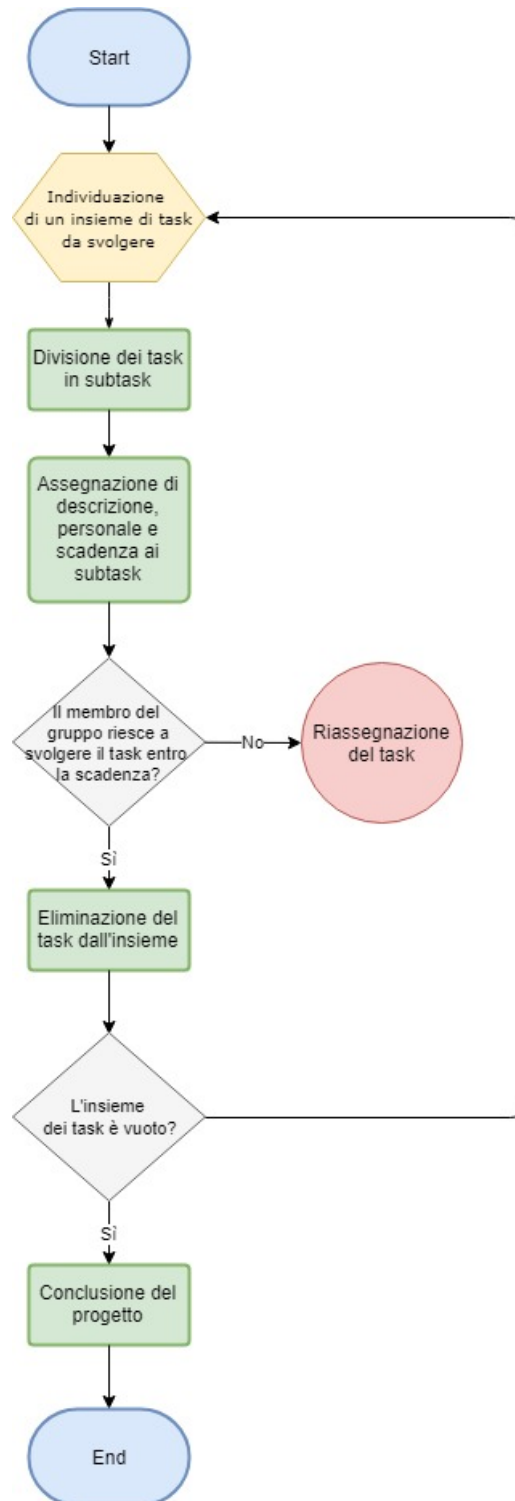 Start
Individuazione
di un insieme di task
da svolgere
Divisione dei task
in subtask
Assegnazione di
descrizione,
personale e
scadenza ai
subtask
Il membro del
gruppo riesce a
svolgere il task entro
la scadenza?
No
Riassegnazione
del task
Sì
Eliminazione del
task dall'insieme
L'insieme
dei task è vuoto?
Sì
Conclusione del
progetto
End